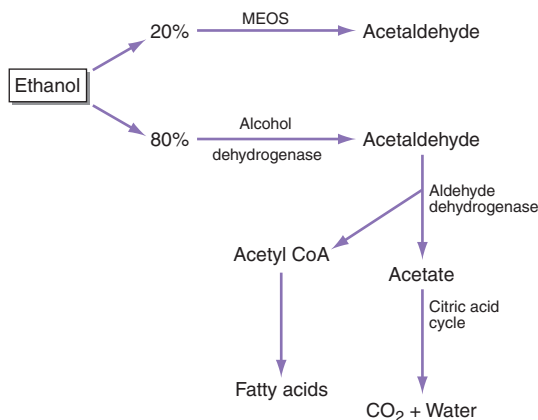 20%
MEOS
Acetaldehyde
Ethanol
80%
Alcohol
dehydrogenase
Acetaldehyde
Aldehyde
dehydrogenase
Acetyl CoA
Acetate
Citric acid
cycle
Fatty acids
CO₂ + Water